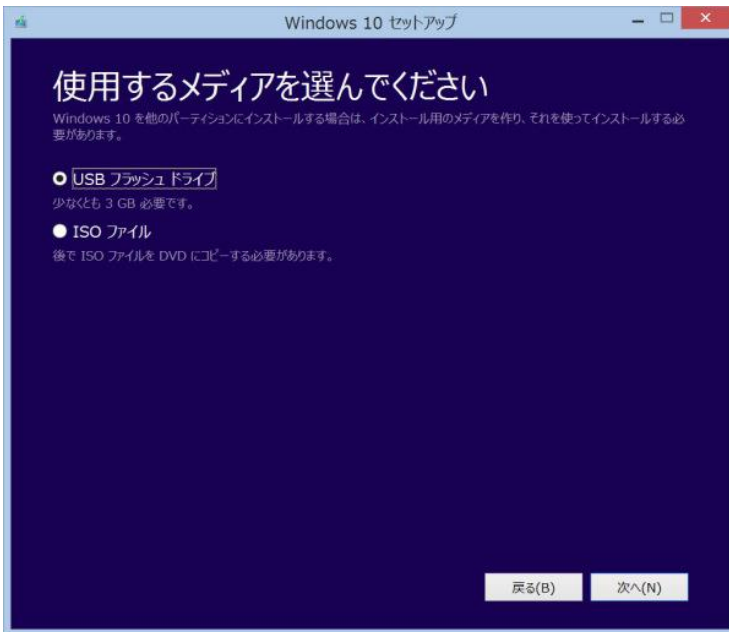 Windows 10 セットアップ
使用するメディアを選んでください
Windows 10 を他のパーティションにインストールする場合は、インストール用のメディアを作り、それを使ってインストールする必
要があります。
USB フラッシュ ドライブ
少なくとも 3 GB 必要です。
ISO ファイル
後で ISO ファイルを DVD にコピーする必要があります。
戻る(B) 次へ(N)